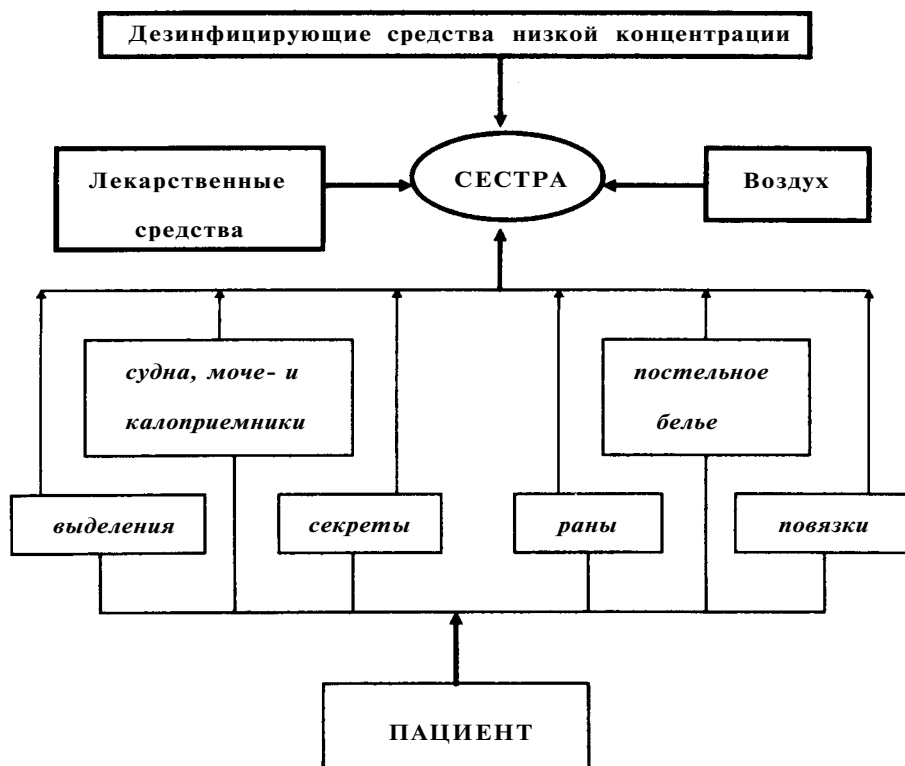 Дезинфицирующие средства низкой концентрации
Лекарственные
средства
СЕСТРА
Воздух
судна, моче- и
калоприемники
постельное
белье
выделения
секреты
раны
повязки
ПАЦИЕНТ